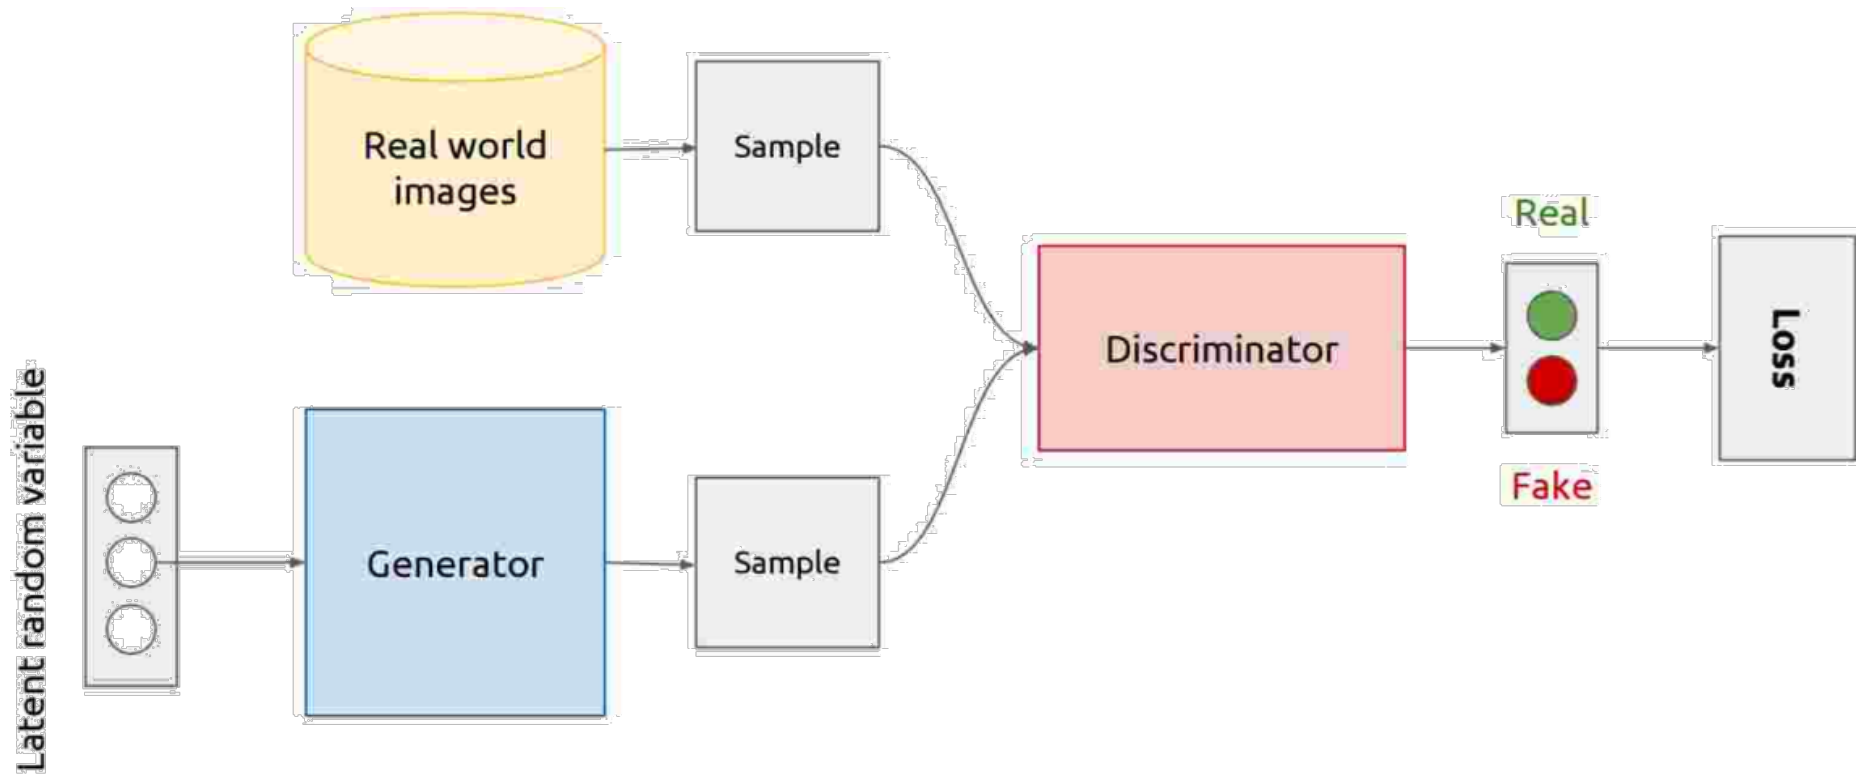 Real world
images
Sample
Real
Discriminator
Loss
Fake
Latent random variable
Generator
Sample